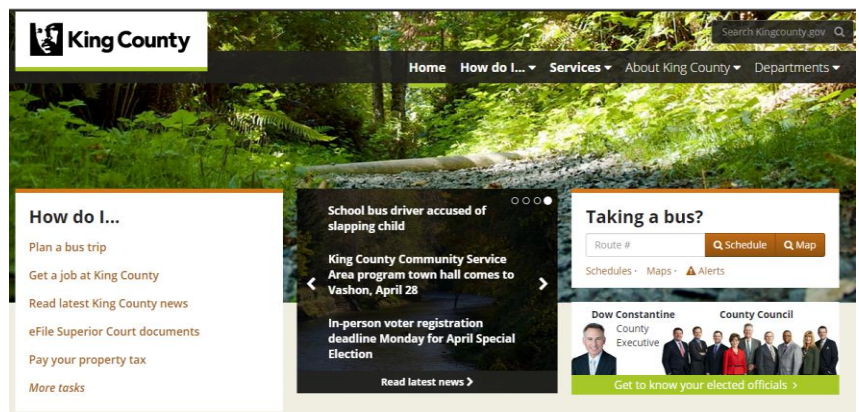 King County
Search Kingcounty.gov
Home How do I... Services About King County Departments
How do I...
Plan a bus trip
Get a job at King County
Read latest King County news
eFile Superior Court documents
Pay your property tax
More tasks
School bus driver accused of
slapping child
King County Community Service
Area program town hall comes to
Vashon, April 28
In-person voter registration
deadline Monday for April Special
Election
Read latest news
Taking a bus?
Route # Schedule Map
Schedules · Maps · Alerts
Dow Constantine
County
Executive
County Council
Get to know your elected officials >